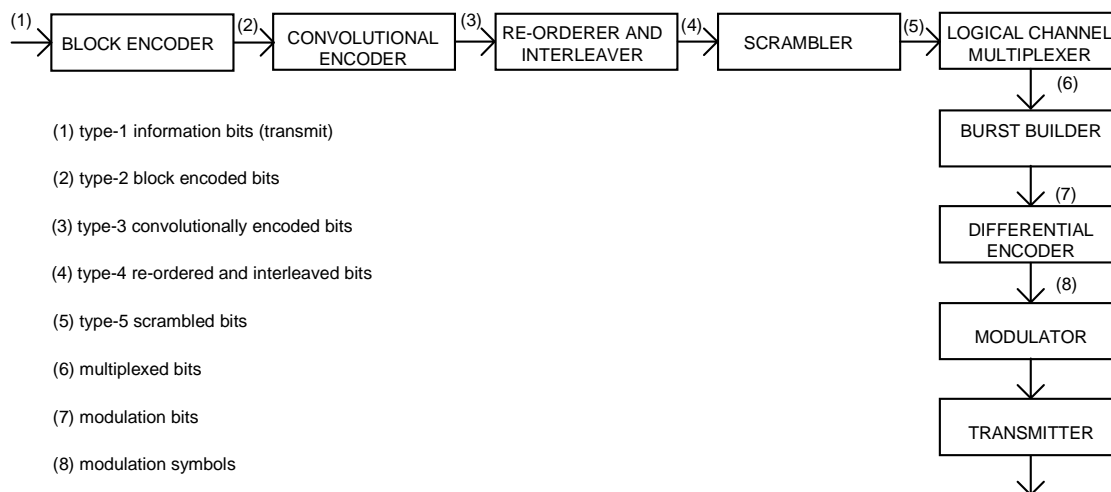 (1)
BLOCK ENCODER
(2)
CONVOLUTIONAL
ENCODER
(3)
RE-ORDERER AND
INTERLEAVER
(4)
SCRAMBLER
(5)
LOGICAL CHANNEL
MULTIPLEXER
(6)
BURST BUILDER
(7)
DIFFERENTIAL
ENCODER
(8)
MODULATOR
TRANSMITTER
(1) type-1 information bits (transmit)
(2) type-2 block encoded bits
(3) type-3 convolutionally encoded bits
(4) type-4 re-ordered and interleaved bits
(5) type-5 scrambled bits
(6) multiplexed bits
(7) modulation bits
(8) modulation symbols